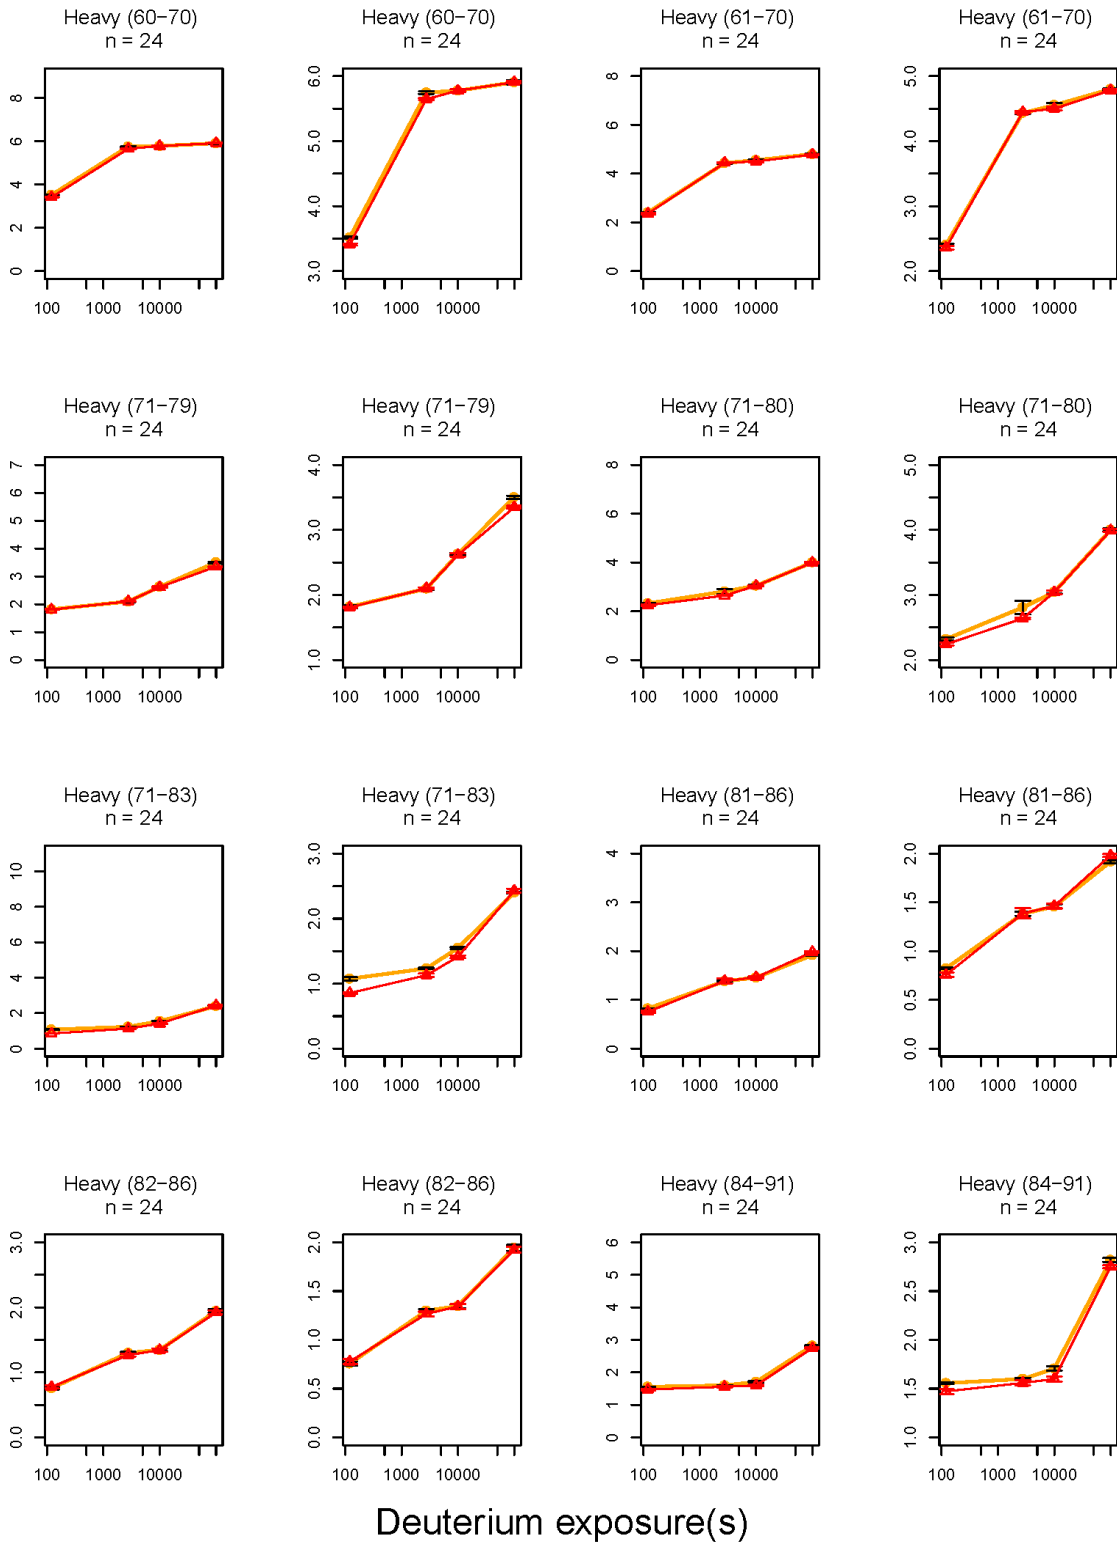 Heavy (60−70)
n = 24
Heavy (60−70)
n = 24
Heavy (61−70)
n = 24
Heavy (61−70)
n = 24
0 2 4 6 8
100 1000 10000
3.0 4.0 5.0 6.0
100 1000 10000
0 2 4 6 8
100 1000 10000
2.0 3.0 4.0 5.0
100 1000 10000
Heavy (71−79)
n = 24
Heavy (71−79)
n = 24
Heavy (71−80)
n = 24
Heavy (71−80)
n = 24
0 1 2 3 4 5 6 7
100 1000 10000
1.0 2.0 3.0 4.0
100 1000 10000
0 2 4 6 8
100 1000 10000
2.0 3.0 4.0 5.0
100 1000 10000
Heavy (71−83)
n = 24
Heavy (71−83)
n = 24
Heavy (81−86)
n = 24
Heavy (81−86)
n = 24
0 2 4 6 8 10
100 1000 10000
0.0 1.0 2.0 3.0
100 1000 10000
0 1 2 3 4
100 1000 10000
0.0 0.5 1.0 1.5 2.0
100 1000 10000
Heavy (82−86)
n = 24
Heavy (82−86)
n = 24
Heavy (84−91)
n = 24
Heavy (84−91)
n = 24
0.0 1.0 2.0 3.0
100 1000 10000
0.0 0.5 1.0 1.5 2.0
100 1000 10000
0 1 2 3 4 5 6
100 1000 10000
1.0 1.5 2.0 2.5 3.0
100 1000 10000
Deuterium exposure(s)